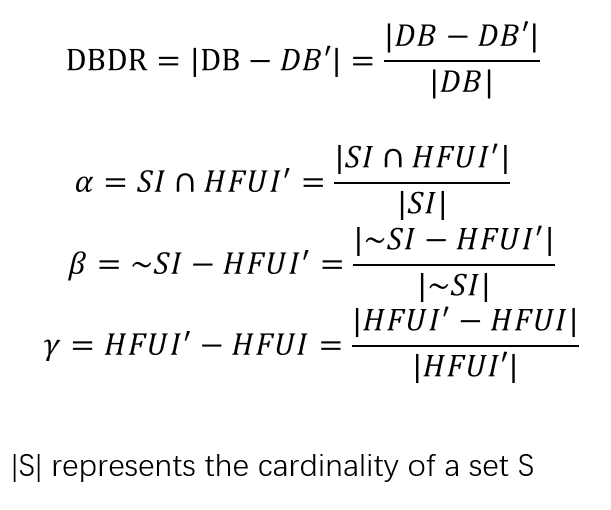 DBDR = |DB − DB′| = |DB − DB′| / |DB|
α = SI ∩ HFUI′ = |SI ∩ HFUI′| / |SI|
β = ~SI − HFUI′ = |~SI − HFUI′| / |~SI|
γ = HFUI′ − HFUI = |HFUI′ − HFUI| / |HFUI′|
|S| represents the cardinality of a set S